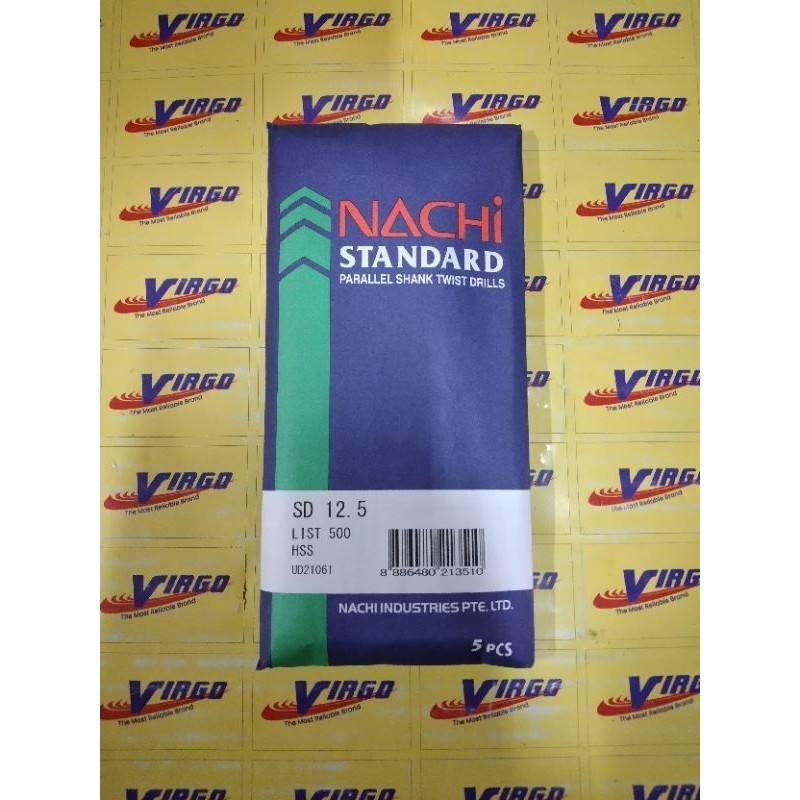 NACHi
STANDARD
PARALLEL SHANK TWIST DRILLS
SD 12.5
LIST 500
HSS
UD21061
8 886480 213510
NACHI INDUSTRIES PTE. LTD.
5 PCS
VIRGO
The Most Reliable Brand